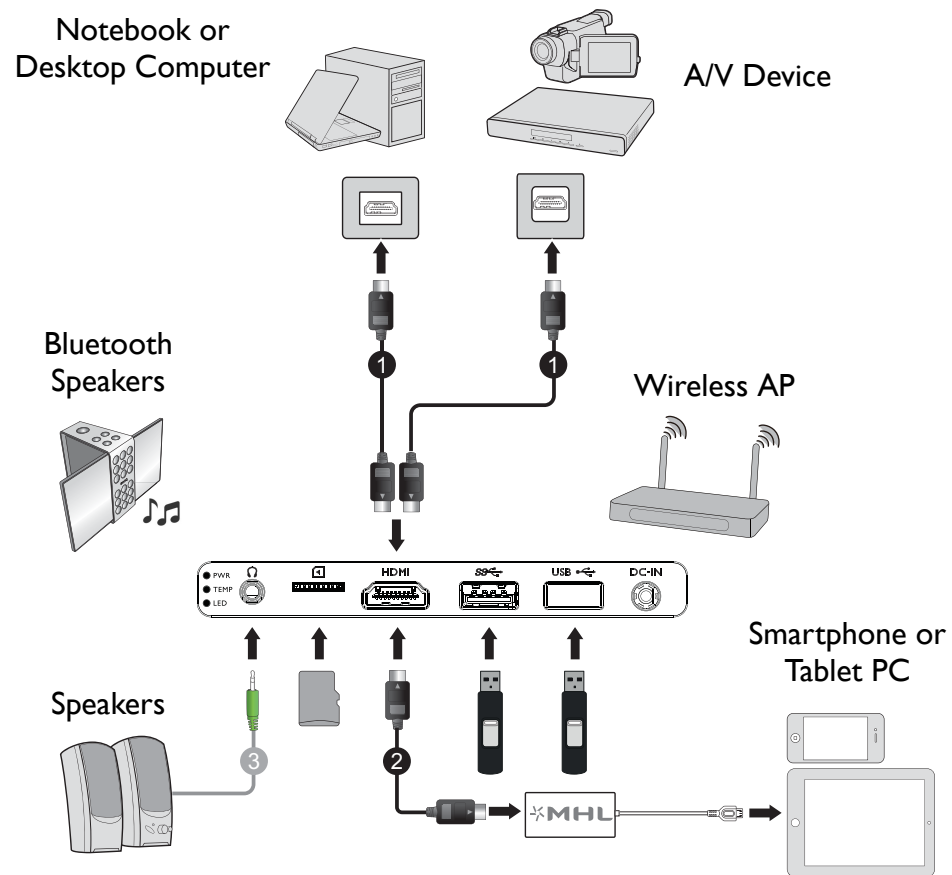 Notebook or
Desktop Computer
A/V Device
1
1
Bluetooth
Speakers
Wireless AP
PWR
TEMP
LED
HDMI
SS
USB
DC-IN
Smartphone or
Tablet PC
Speakers
3
2
MHL